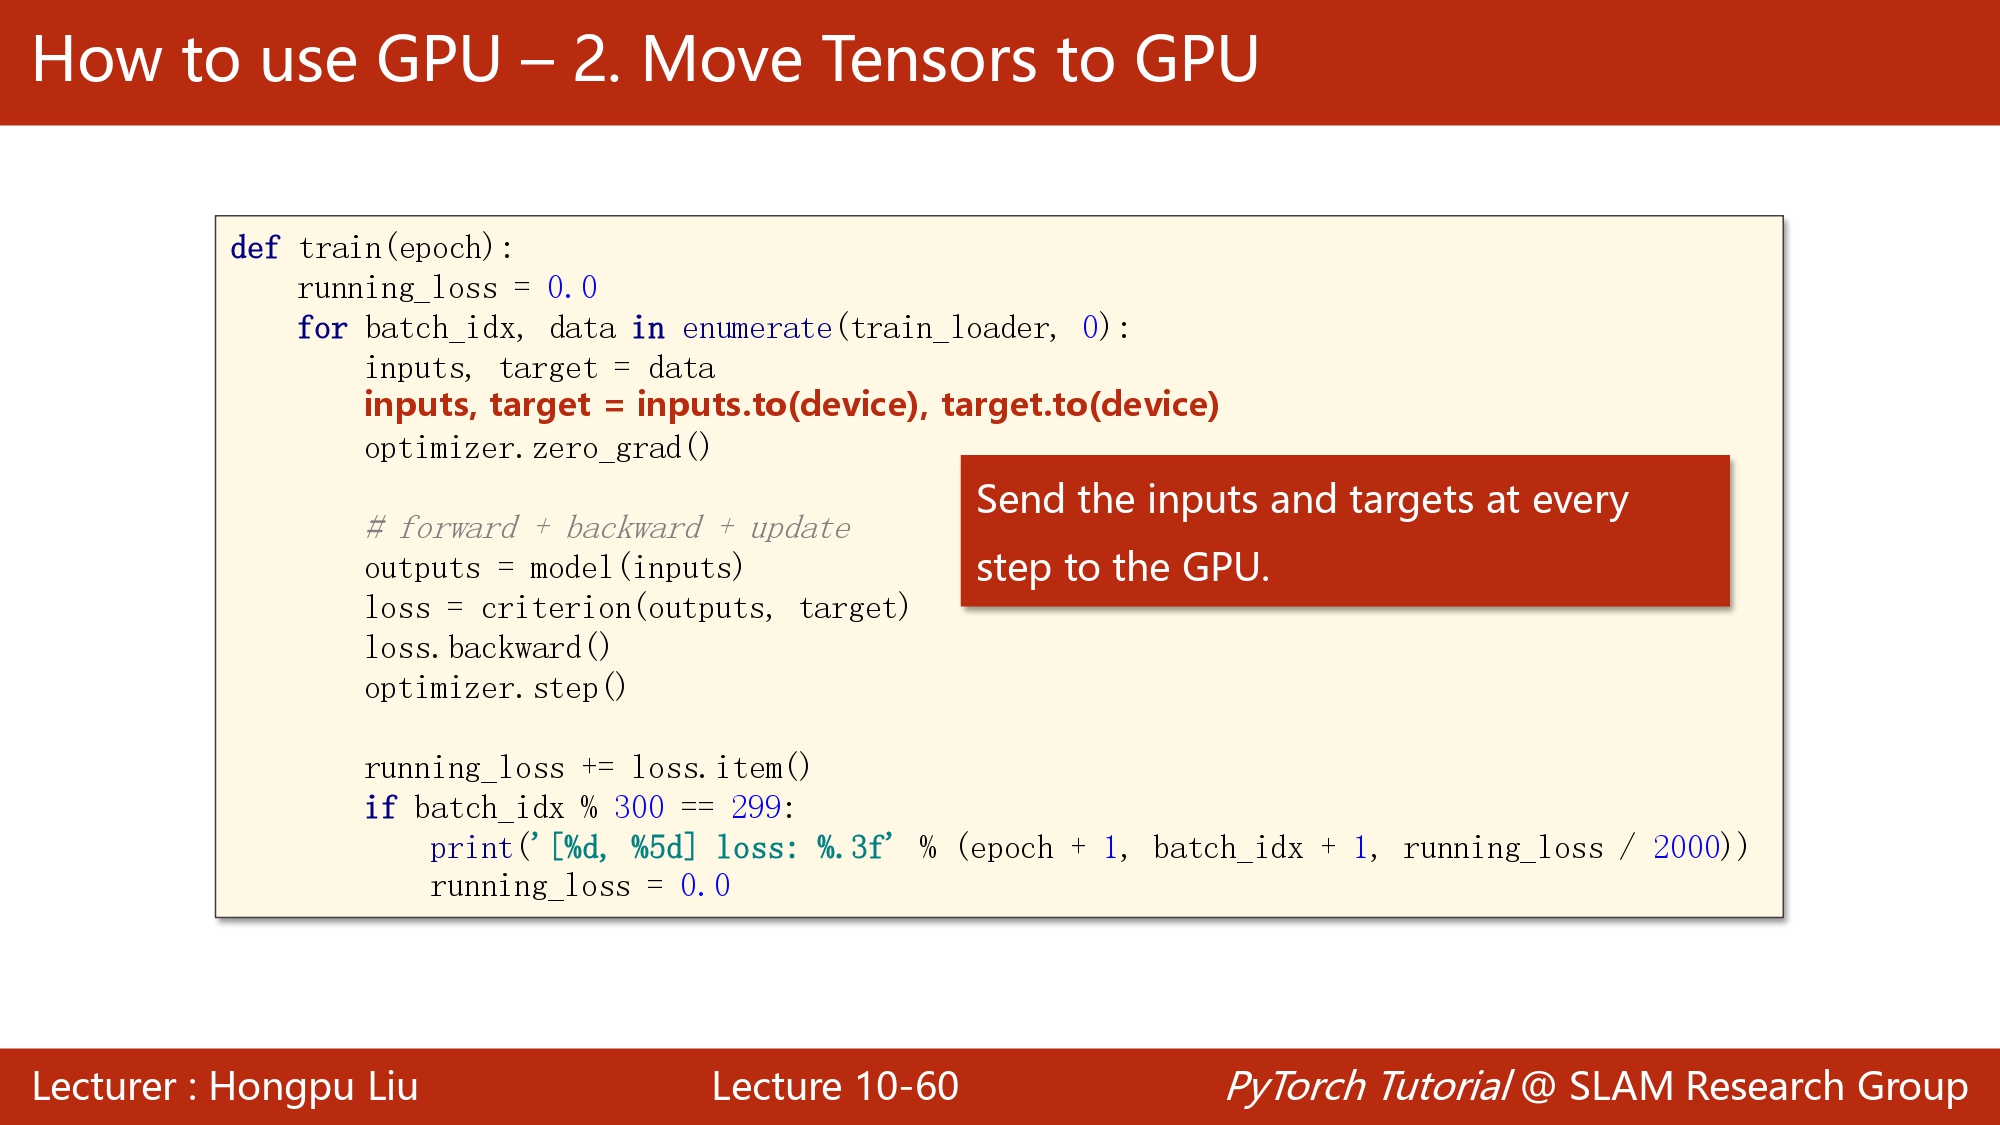 How to use GPU – 2. Move Tensors to GPU
def train(epoch):
    running_loss = 0.0
    for batch_idx, data in enumerate(train_loader, 0):
        inputs, target = data
        inputs, target = inputs.to(device), target.to(device)
        optimizer.zero_grad()
Send the inputs and targets at every
step to the GPU.
        # forward + backward + update
        outputs = model(inputs)
        loss = criterion(outputs, target)
        loss.backward()
        optimizer.step()
        running_loss += loss.item()
        if batch_idx % 300 == 299:
            print('[%d, %5d] loss: %.3f' % (epoch + 1, batch_idx + 1, running_loss / 2000))
            running_loss = 0.0
Lecturer : Hongpu Liu
Lecture 10-60
PyTorch Tutorial @ SLAM Research Group